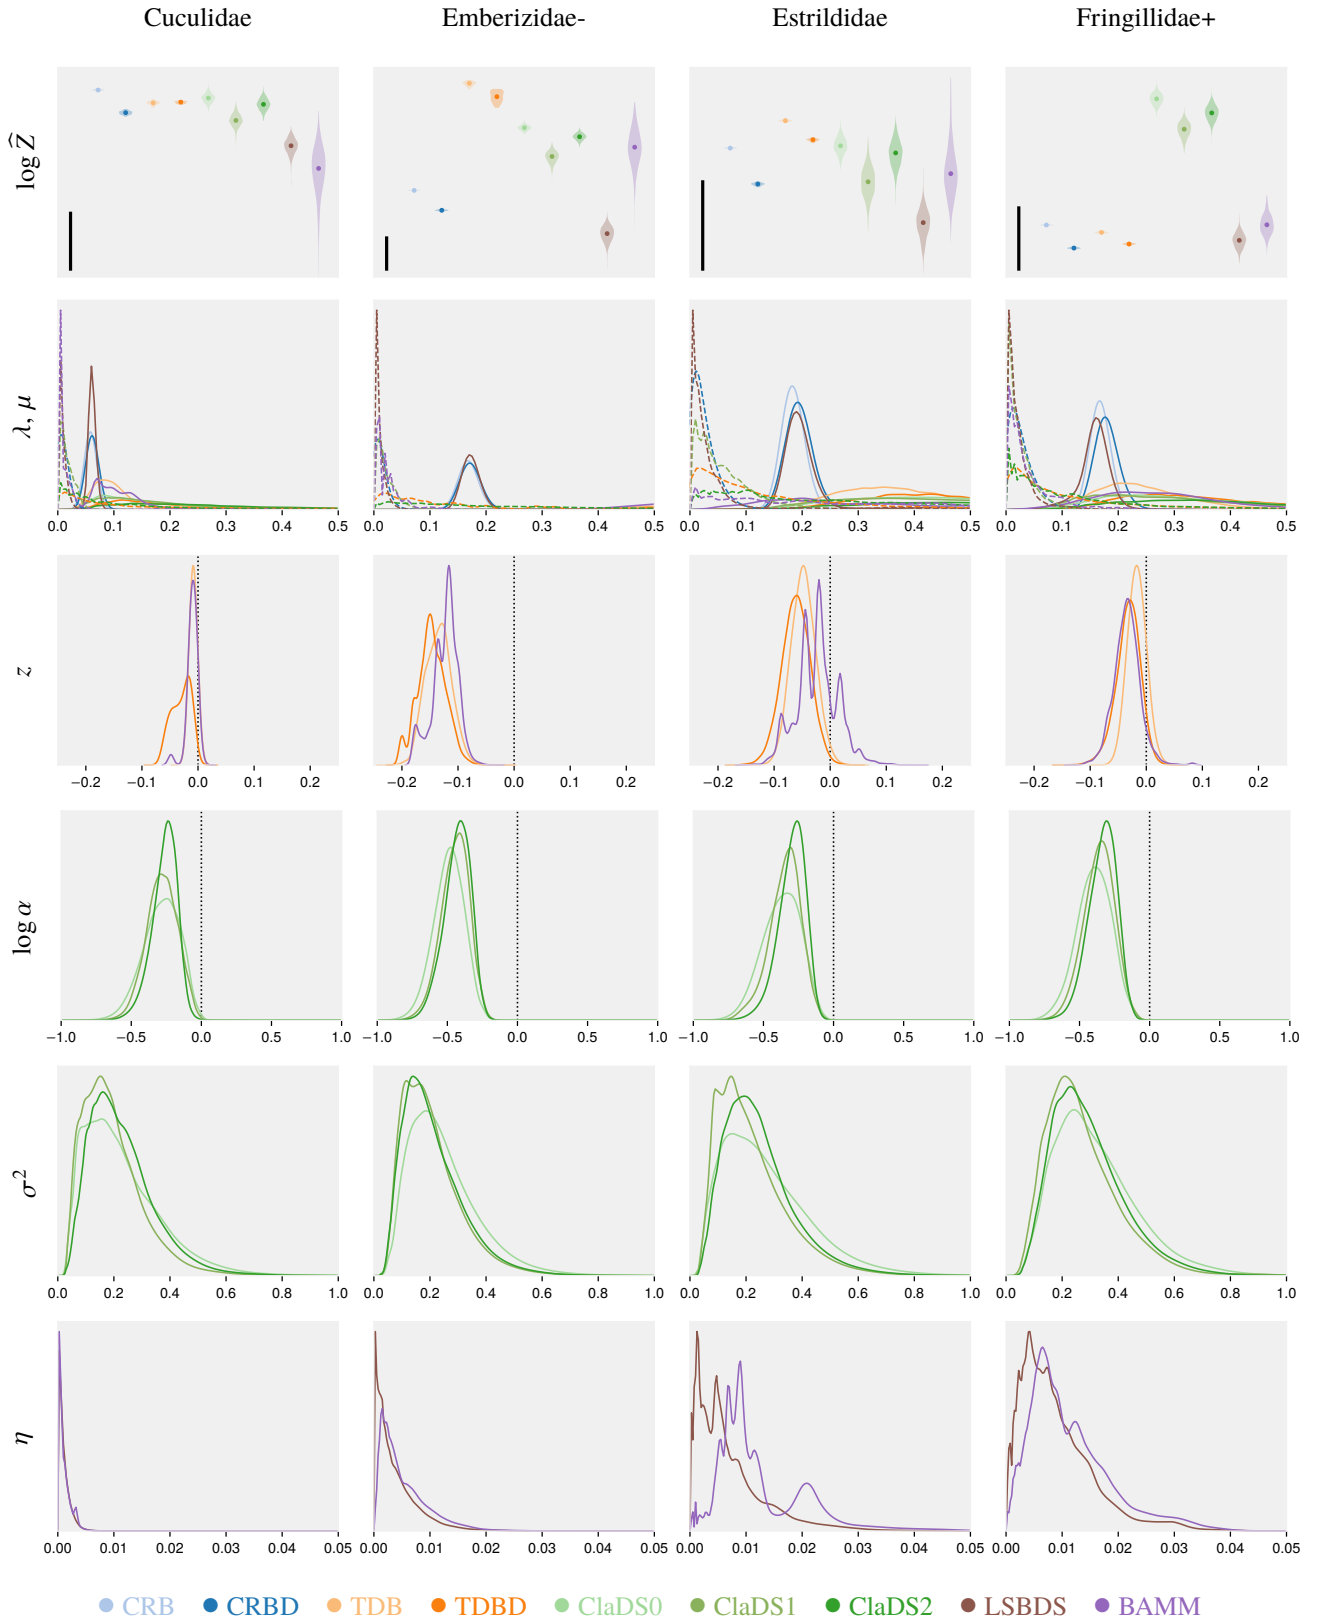 Cuculidae Emberizidae- Estrildidae Fringillidae+
log Ẑ
λ, μ
0.0 0.1 0.2 0.3 0.4 0.5 0.0 0.1 0.2 0.3 0.4 0.5 0.0 0.1 0.2 0.3 0.4 0.5 0.0 0.1 0.2 0.3 0.4 0.5
z
−0.2 −0.1 0.0 0.1 0.2 −0.2 −0.1 0.0 0.1 0.2 −0.2 −0.1 0.0 0.1 0.2 −0.2 −0.1 0.0 0.1 0.2
log α
−1.0 −0.5 0.0 0.5 1.0 −1.0 −0.5 0.0 0.5 1.0 −1.0 −0.5 0.0 0.5 1.0 −1.0 −0.5 0.0 0.5 1.0
σ²
0.0 0.2 0.4 0.6 0.8 1.0 0.0 0.2 0.4 0.6 0.8 1.0 0.0 0.2 0.4 0.6 0.8 1.0 0.0 0.2 0.4 0.6 0.8 1.0
η
0.00 0.01 0.02 0.03 0.04 0.05 0.00 0.01 0.02 0.03 0.04 0.05 0.00 0.01 0.02 0.03 0.04 0.05 0.00 0.01 0.02 0.03 0.04 0.05
CRB CRBD TDB TDBD ClaDS0 ClaDS1 ClaDS2 LSBDS BAMM